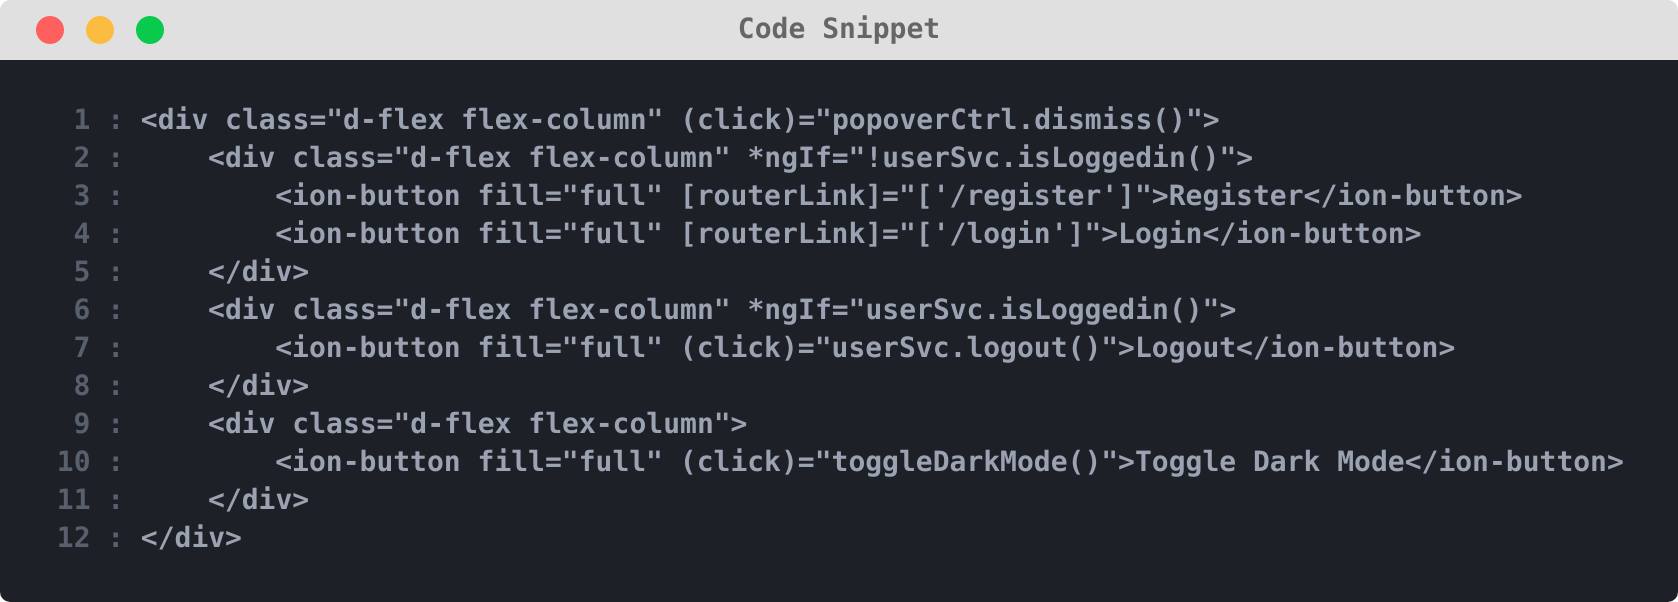 Code Snippet
1 : <div class="d-flex flex-column" (click)="popoverCtrl.dismiss()">
2 :     <div class="d-flex flex-column" *ngIf="!userSvc.isLoggedin()">
3 :         <ion-button fill="full" [routerLink]="['/register']">Register</ion-button>
4 :         <ion-button fill="full" [routerLink]="['/login']">Login</ion-button>
5 :     </div>
6 :     <div class="d-flex flex-column" *ngIf="userSvc.isLoggedin()">
7 :         <ion-button fill="full" (click)="userSvc.logout()">Logout</ion-button>
8 :     </div>
9 :     <div class="d-flex flex-column">
10 :         <ion-button fill="full" (click)="toggleDarkMode()">Toggle Dark Mode</ion-button>
11 :     </div>
12 : </div>